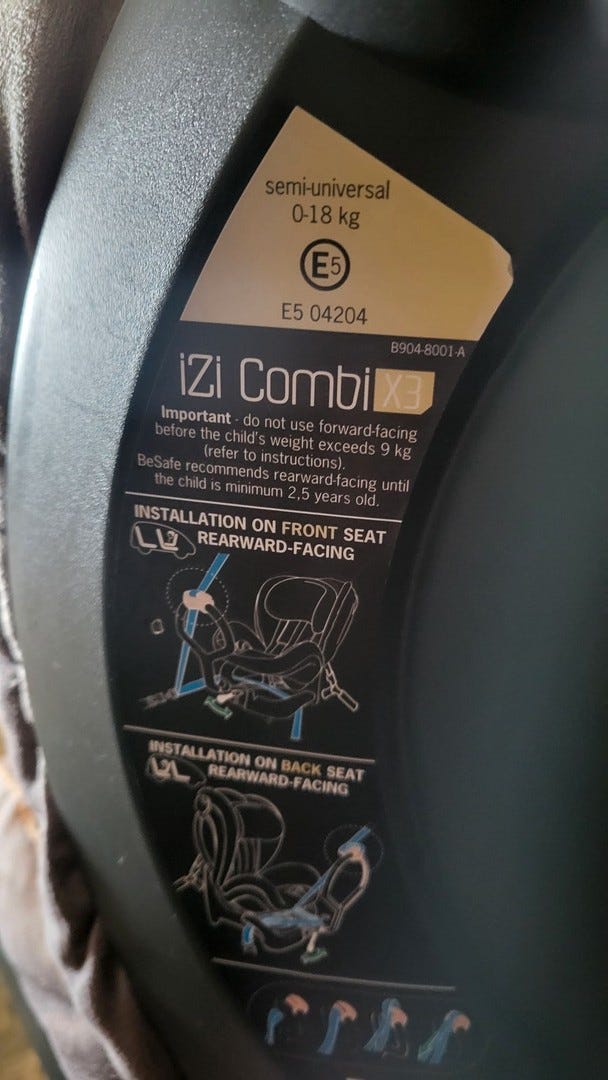 semi-universal
0-18 kg
E5
E5 04204
B904-8001-A
iZi Combi X3
Important - do not use forward-facing
before the child's weight exceeds 9 kg
(refer to instructions).
BeSafe recommends rearward-facing until
the child is minimum 2,5 years old.
INSTALLATION ON FRONT SEAT
REARWARD-FACING
INSTALLATION ON BACK SEAT
REARWARD-FACING